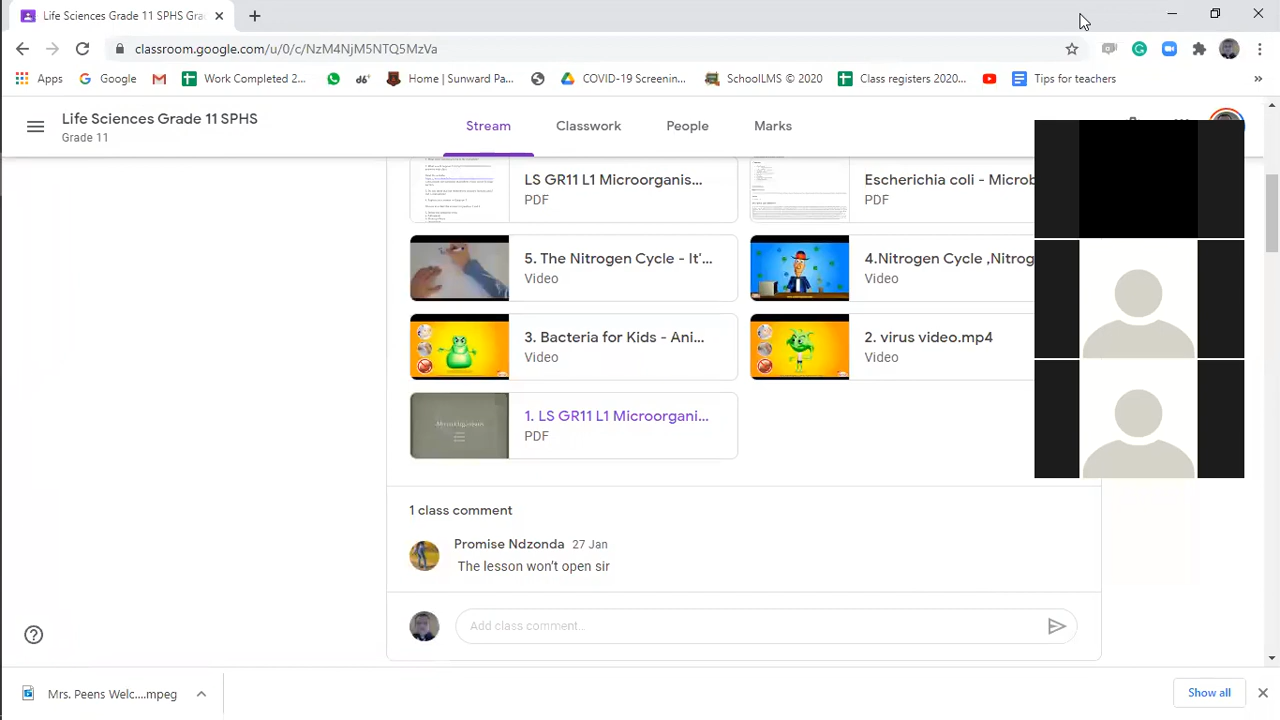 Life Sciences Grade 11 SPHS Gra
classroom.google.com/u/0/c/NzM4NjM5NTQ5MzVa
Apps
Google
Work Completed 2...
Home | Sunward Pa...
COVID-19 Screenin...
SchoolLMS © 2020
Class registers 2020...
Tips for teachers
»
Life Sciences Grade 11 SPHS
Grade 11
Stream
Classwork
People
Marks
LS GR11 L1 Microorganis...
PDF
Escherichia coli - Microb
PDF
5. The Nitrogen Cycle - It'...
Video
4.Nitrogen Cycle ,Nitrog
Video
3. Bacteria for Kids - Ani...
Video
2. virus video.mp4
Video
Microorganisms
1. LS GR11 L1 Microorgani...
PDF
1 class comment
Promise Ndzonda 27 Jan
The lesson won't open sir
Add class comment...
Mrs. Peens Welc....mpeg
Show all